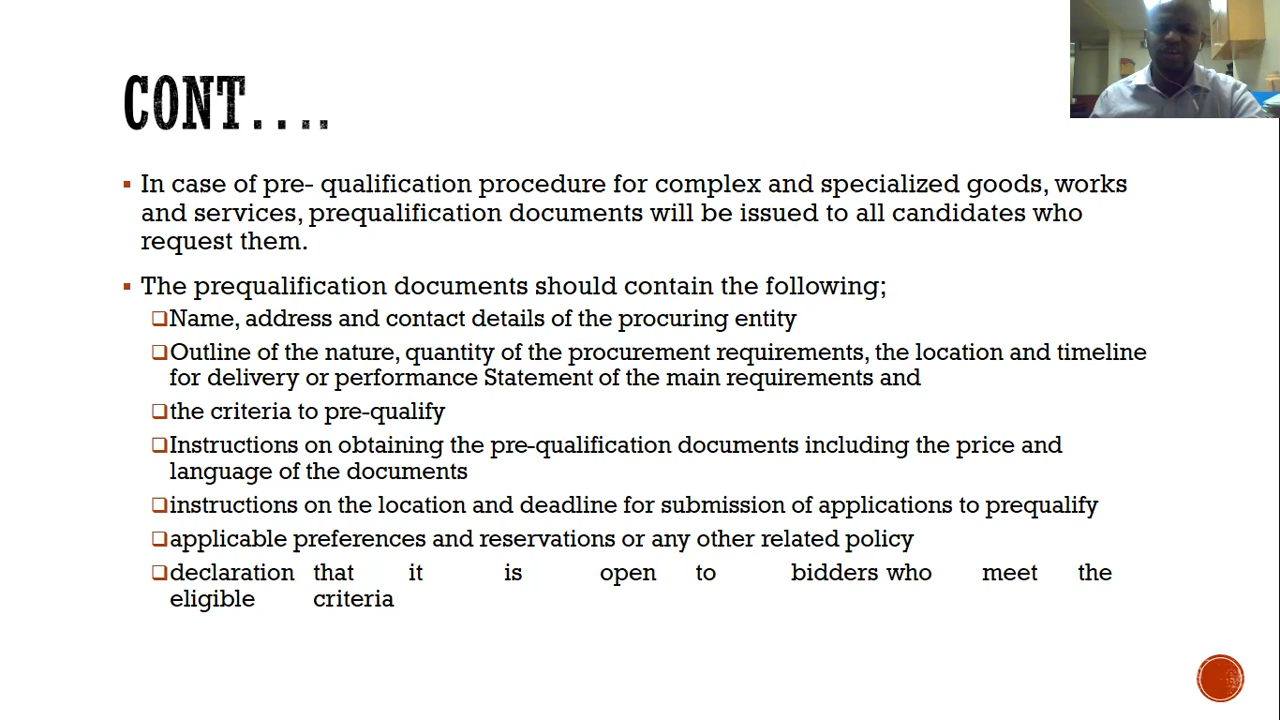 CONT....
In case of pre- qualification procedure for complex and specialized goods, works
and services, prequalification documents will be issued to all candidates who
request them.
The prequalification documents should contain the following;
Name, address and contact details of the procuring entity
Outline of the nature, quantity of the procurement requirements, the location and timeline
for delivery or performance Statement of the main requirements and
the criteria to pre-qualify
Instructions on obtaining the pre-qualification documents including the price and
language of the documents
instructions on the location and deadline for submission of applications to prequalify
applicable preferences and reservations or any other related policy
declaration that it is open to bidders who meet the
eligible criteria